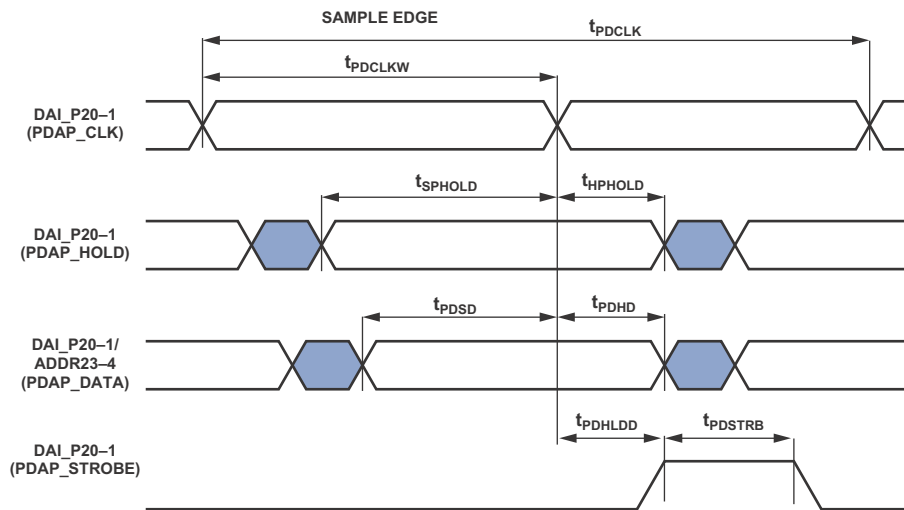 SAMPLE EDGE
tPDCLK
tPDCLKW
DAI_P20–1
(PDAP_CLK)
tSPHOLD
tHPHOLD
DAI_P20–1
(PDAP_HOLD)
tPDSD
tPDHD
DAI_P20–1/
ADDR23–4
(PDAP_DATA)
tPDHLDD
tPDSTRB
DAI_P20–1
(PDAP_STROBE)